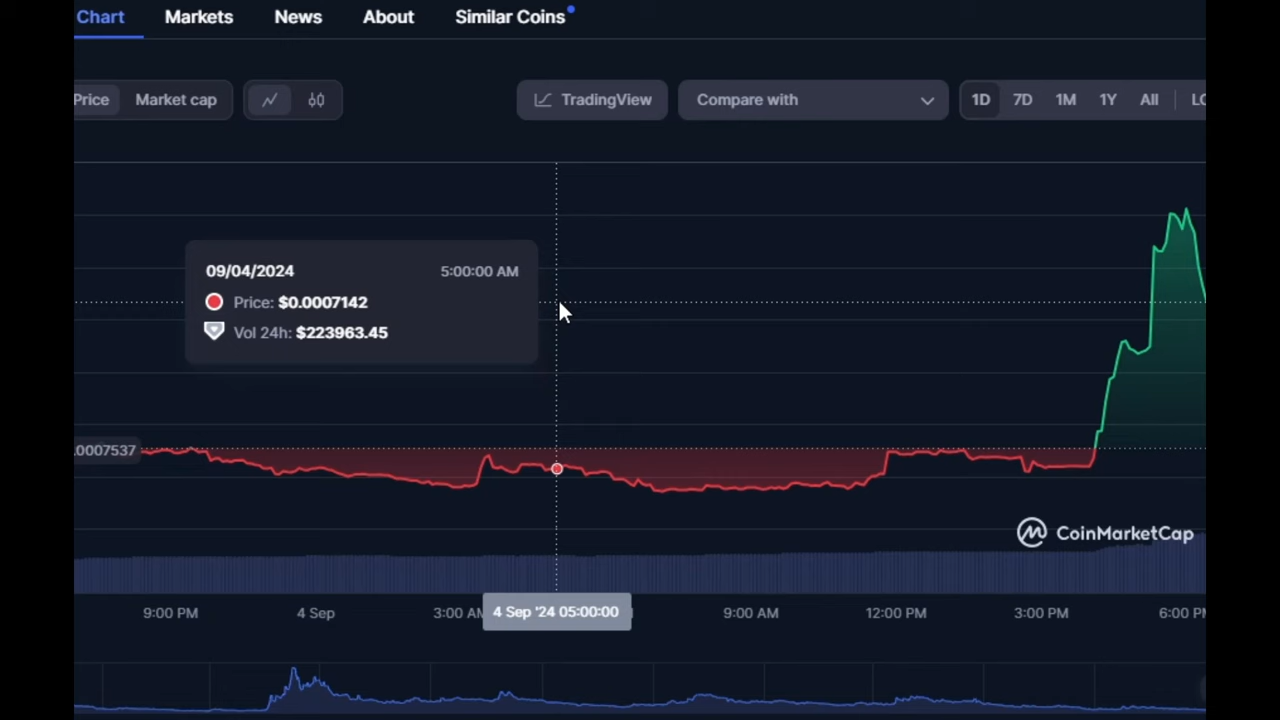 Chart Markets News About Similar Coins
Price Market cap TradingView Compare with 1D 7D 1M 1Y All
09/04/2024 5:00:00 AM
Price: $0.0007142
Vol 24h: $223963.45
.0007537
CoinMarketCap
9:00 PM 4 Sep 3:00 AM 4 Sep '24 05:00:00 9:00 AM 12:00 PM 3:00 PM 6:00 PM